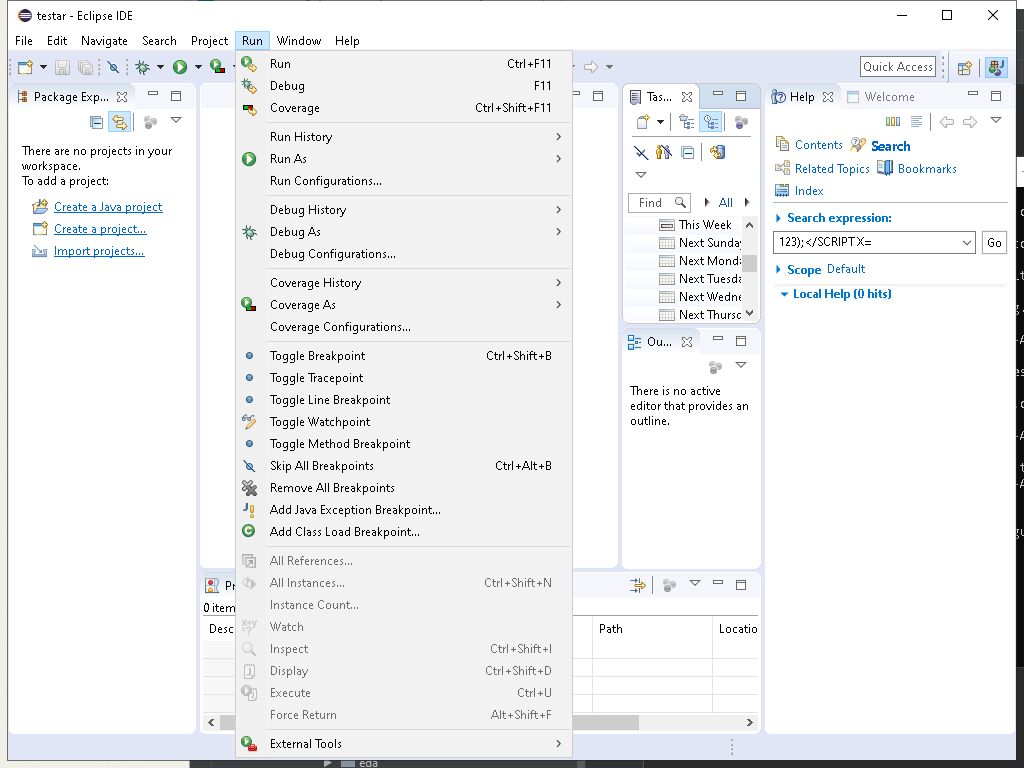 testar - Eclipse IDE
File Edit Navigate Search Project Run Window Help
Quick Access
Package Exp...
There are no projects in your
workspace.
To add a project:
Create a Java project
Create a project...
Import projects...
Run Ctrl+F11
Debug F11
Coverage Ctrl+Shift+F11
Run History
Run As
Run Configurations...
Debug History
Debug As
Debug Configurations...
Coverage History
Coverage As
Coverage Configurations...
Toggle Breakpoint Ctrl+Shift+B
Toggle Tracepoint
Toggle Line Breakpoint
Toggle Watchpoint
Toggle Method Breakpoint
Skip All Breakpoints Ctrl+Alt+B
Remove All Breakpoints
Add Java Exception Breakpoint...
Add Class Load Breakpoint...
All References...
All Instances... Ctrl+Shift+N
Instance Count...
Watch
Inspect Ctrl+Shift+I
Display Ctrl+Shift+D
Execute Ctrl+U
Force Return Alt+Shift+F
External Tools
Tas...
Find All
This Week
Next Sunday
Next Monda
Next Tuesda
Next Wedne
Next Thursd
Ou...
There is no active
editor that provides an
outline.
Help Welcome
Contents Search
Related Topics Bookmarks
Index
Search expression:
123);</SCRIPTX= Go
Scope Default
Local Help (0 hits)
Pr
0 item
Desc Path Locatio
eda